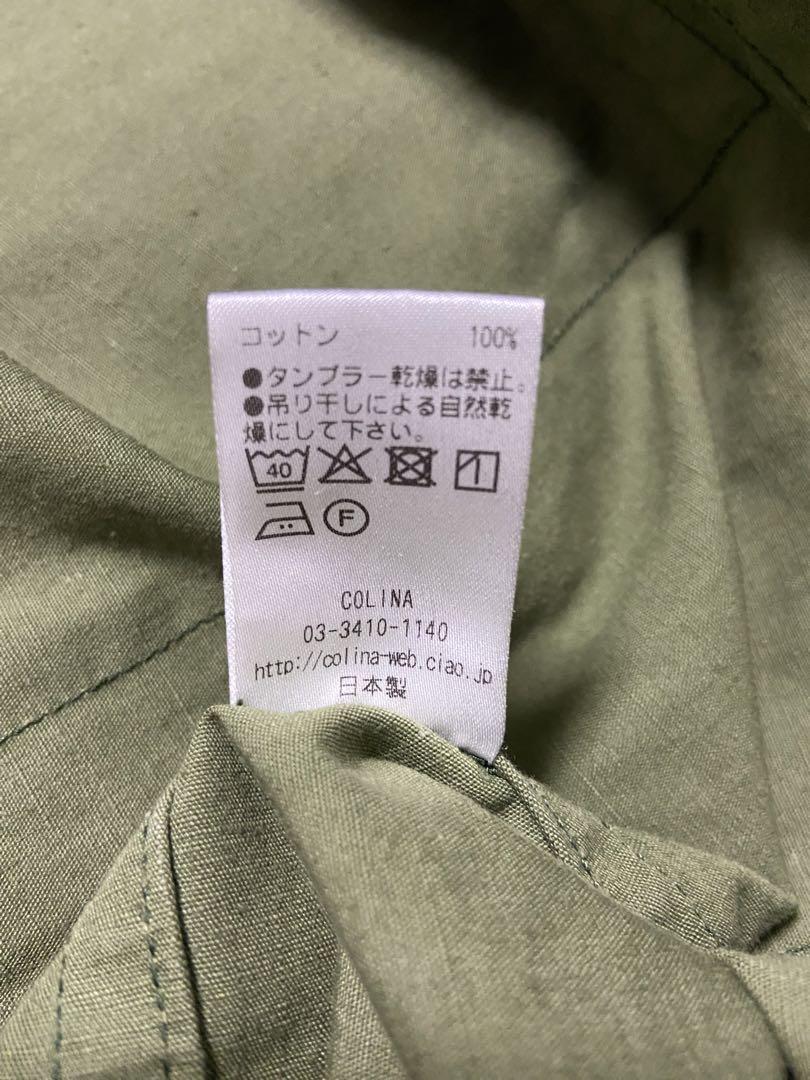 コットン 100%
●タンブラー乾燥は禁止。
●吊り干しによる自然乾
燥にして下さい。
40
F
COLINA
03-3410-1140
http://colina-web.ciao.jp
日本製